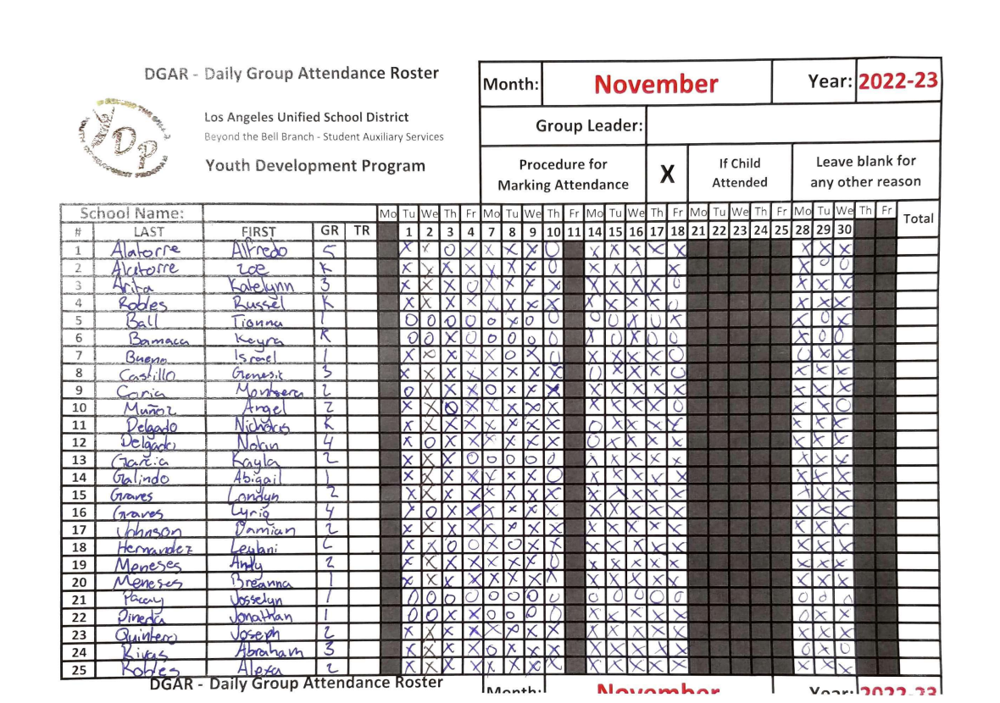 DGAR - Daily Group Attendance Roster
Month: November Year: 2022-23
Los Angeles Unified School District
Beyond the Bell Branch - Student Auxiliary Services
Youth Development Program
YDP
Group Leader:
Procedure for Marking Attendance X If Child Attended Leave blank for any other reason
School Name: Mo Tu We Th Fr Mo Tu We Th Fr Mo Tu We Th Fr Mo Tu We Th Fr Mo Tu We Th Fr Total
# LAST FIRST GR TR 1 2 3 4 7 8 9 10 11 14 15 16 17 18 21 22 23 24 25 28 29 30
1 Alatorre Alfredo 5 X X O X X X X O X X X X X X X X
2 Alatorre Zoe K X X X X X X X O X X X X X O O
3 Arita Katelynn 3 X X X O X X X X X X X X O X X X
4 Robles Russel K X X X X X X X X X X X X O X X X
5 Ball Tionna 1 O O O O O X O O O O X O X X O X
6 Bamaca Keyra K O O X O O O O O X O X O O X O O
7 Bueno Israel 1 X X X X X O X O X X X X O O X X
8 Castillo Genesis 3 X X X X X X X X O X X X O X X X
9 Coria Montsera 2 O X X X O X X X X X X X X X X X
10 Muñoz Angel 2 X X O X X X X X X X X X O X X O
11 Delgado Nicholas K X X X X X X X X O X X X X X X X
12 Delgado Nolan 4 X O X X X X X X O X X X X X X X
13 Garcia Kayla 2 X X X O O O O O X X X X X X X X
14 Galindo Abigail 1 X X X X X X X O X X X X X X X X
15 Graves Londyn 2 X X X X X X X X X X X X X X X X
16 Graves Lyriq 4 X O X X X X X X X X X X X X X X
17 Johnson Damian 2 X X X X X X X X X X X X X X X X
18 Hernandez Leylani X X O O X O X X X X X X X X X X
19 Meneses Andy 2 X X X X X X X O X X X X X X X X
20 Meneses Breanna 1 X X X X X X X X X X X X X X X X
21 Pacay Josselyn 1 O O O O O O O O O O O O O O O O
22 Pineda Jonathan 1 O O X X O O O O X X X X X O X X
23 Quintero Joseph 2 X X X X X X X X X X X X X X X X
24 Rivas Abraham 3 X X X X O X X X X X X X X O X O
25 Robles Alexa 2 X X X X X X X X X X X X X X X X
DGAR - Daily Group Attendance Roster
Month: November Year: 2022-23